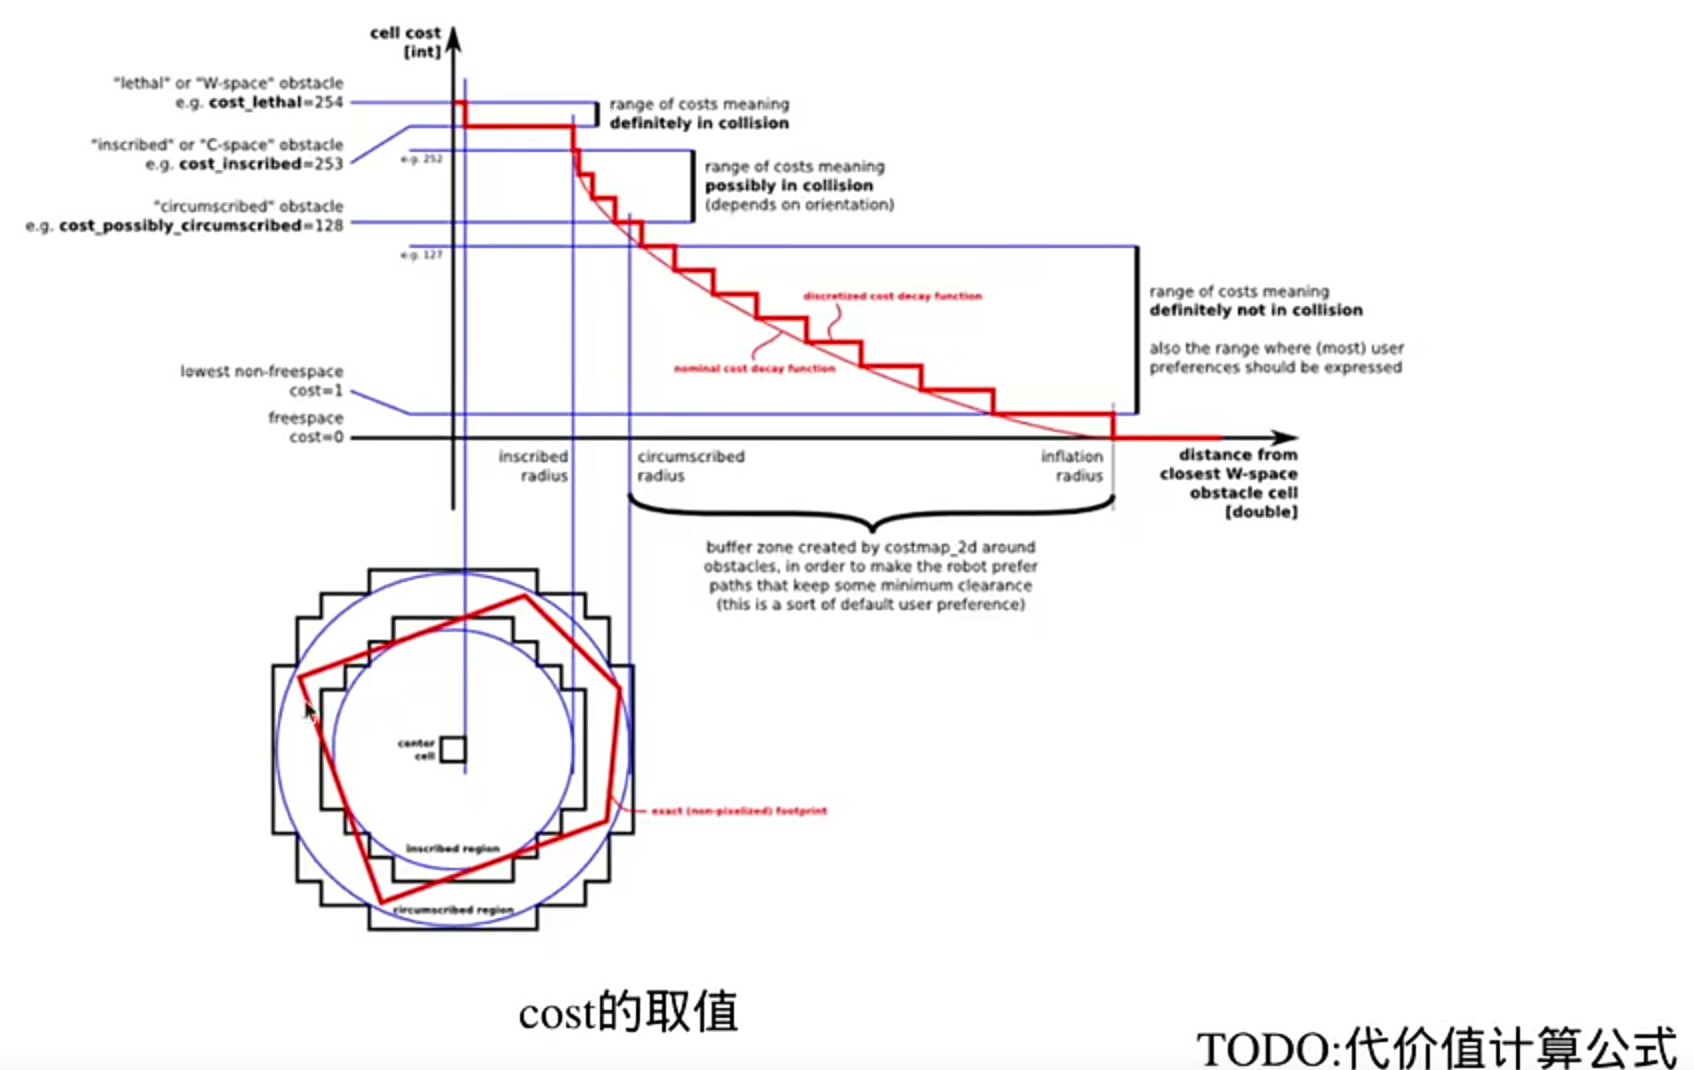 cell cost
[int]
"lethal" or "W-space" obstacle
e.g. cost_lethal=254
range of costs meaning
definitely in collision
"inscribed" or "C-space" obstacle
e.g. cost_inscribed=253
e.g. 252
range of costs meaning
possibly in collision
(depends on orientation)
"circumscribed" obstacle
e.g. cost_possibly_circumscribed=128
e.g. 127
discretized cost decay function
range of costs meaning
definitely not in collision
also the range where (most) user
preferences should be expressed
nominal cost decay function
lowest non-freespace
cost=1
freespace
cost=0
inscribed
radius
circumscribed
radius
inflation
radius
distance from
closest W-space
obstacle cell
[double]
buffer zone created by costmap_2d around
obstacles, in order to make the robot prefer
paths that keep some minimum clearance
(this is a sort of default user preference)
center
cell
exact (non-pixelized) footprint
inscribed region
circumscribed region
cost的取值
TODO:代价值计算公式